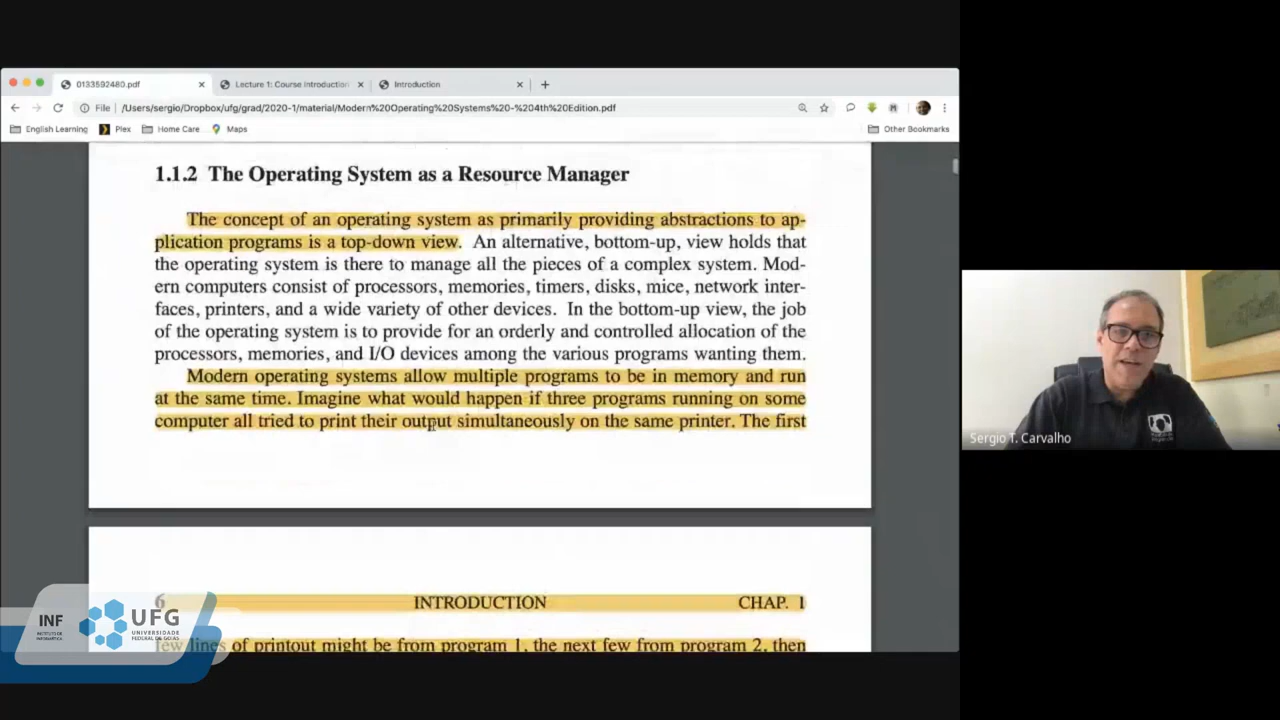 0133592480.pdf
Lecture 1: Course Introduction
Introduction
File
/Users/sergio/Dropbox/ufg/grad/2020-1/material/Modern%20Operating%20Systems%20-%204th%20Edition.pdf
English Learning
Plex
Home Care
Maps
Other Bookmarks
1.1.2 The Operating System as a Resource Manager
The concept of an operating system as primarily providing abstractions to ap-
plication programs is a top-down view. An alternative, bottom-up, view holds that
the operating system is there to manage all the pieces of a complex system. Mod-
ern computers consist of processors, memories, timers, disks, mice, network inter-
faces, printers, and a wide variety of other devices. In the bottom-up view, the job
of the operating system is to provide for an orderly and controlled allocation of the
processors, memories, and I/O devices among the various programs wanting them.
Modern operating systems allow multiple programs to be in memory and run
at the same time. Imagine what would happen if three programs running on some
computer all tried to print their output simultaneously on the same printer. The first
6 INTRODUCTION CHAP. 1
few lines of printout might be from program 1, the next few from program 2, then
Sergio T. Carvalho
INF
INSTITUTO DE
INFORMÁTICA
UFG
UNIVERSIDADE
FEDERAL DE GOIÁS